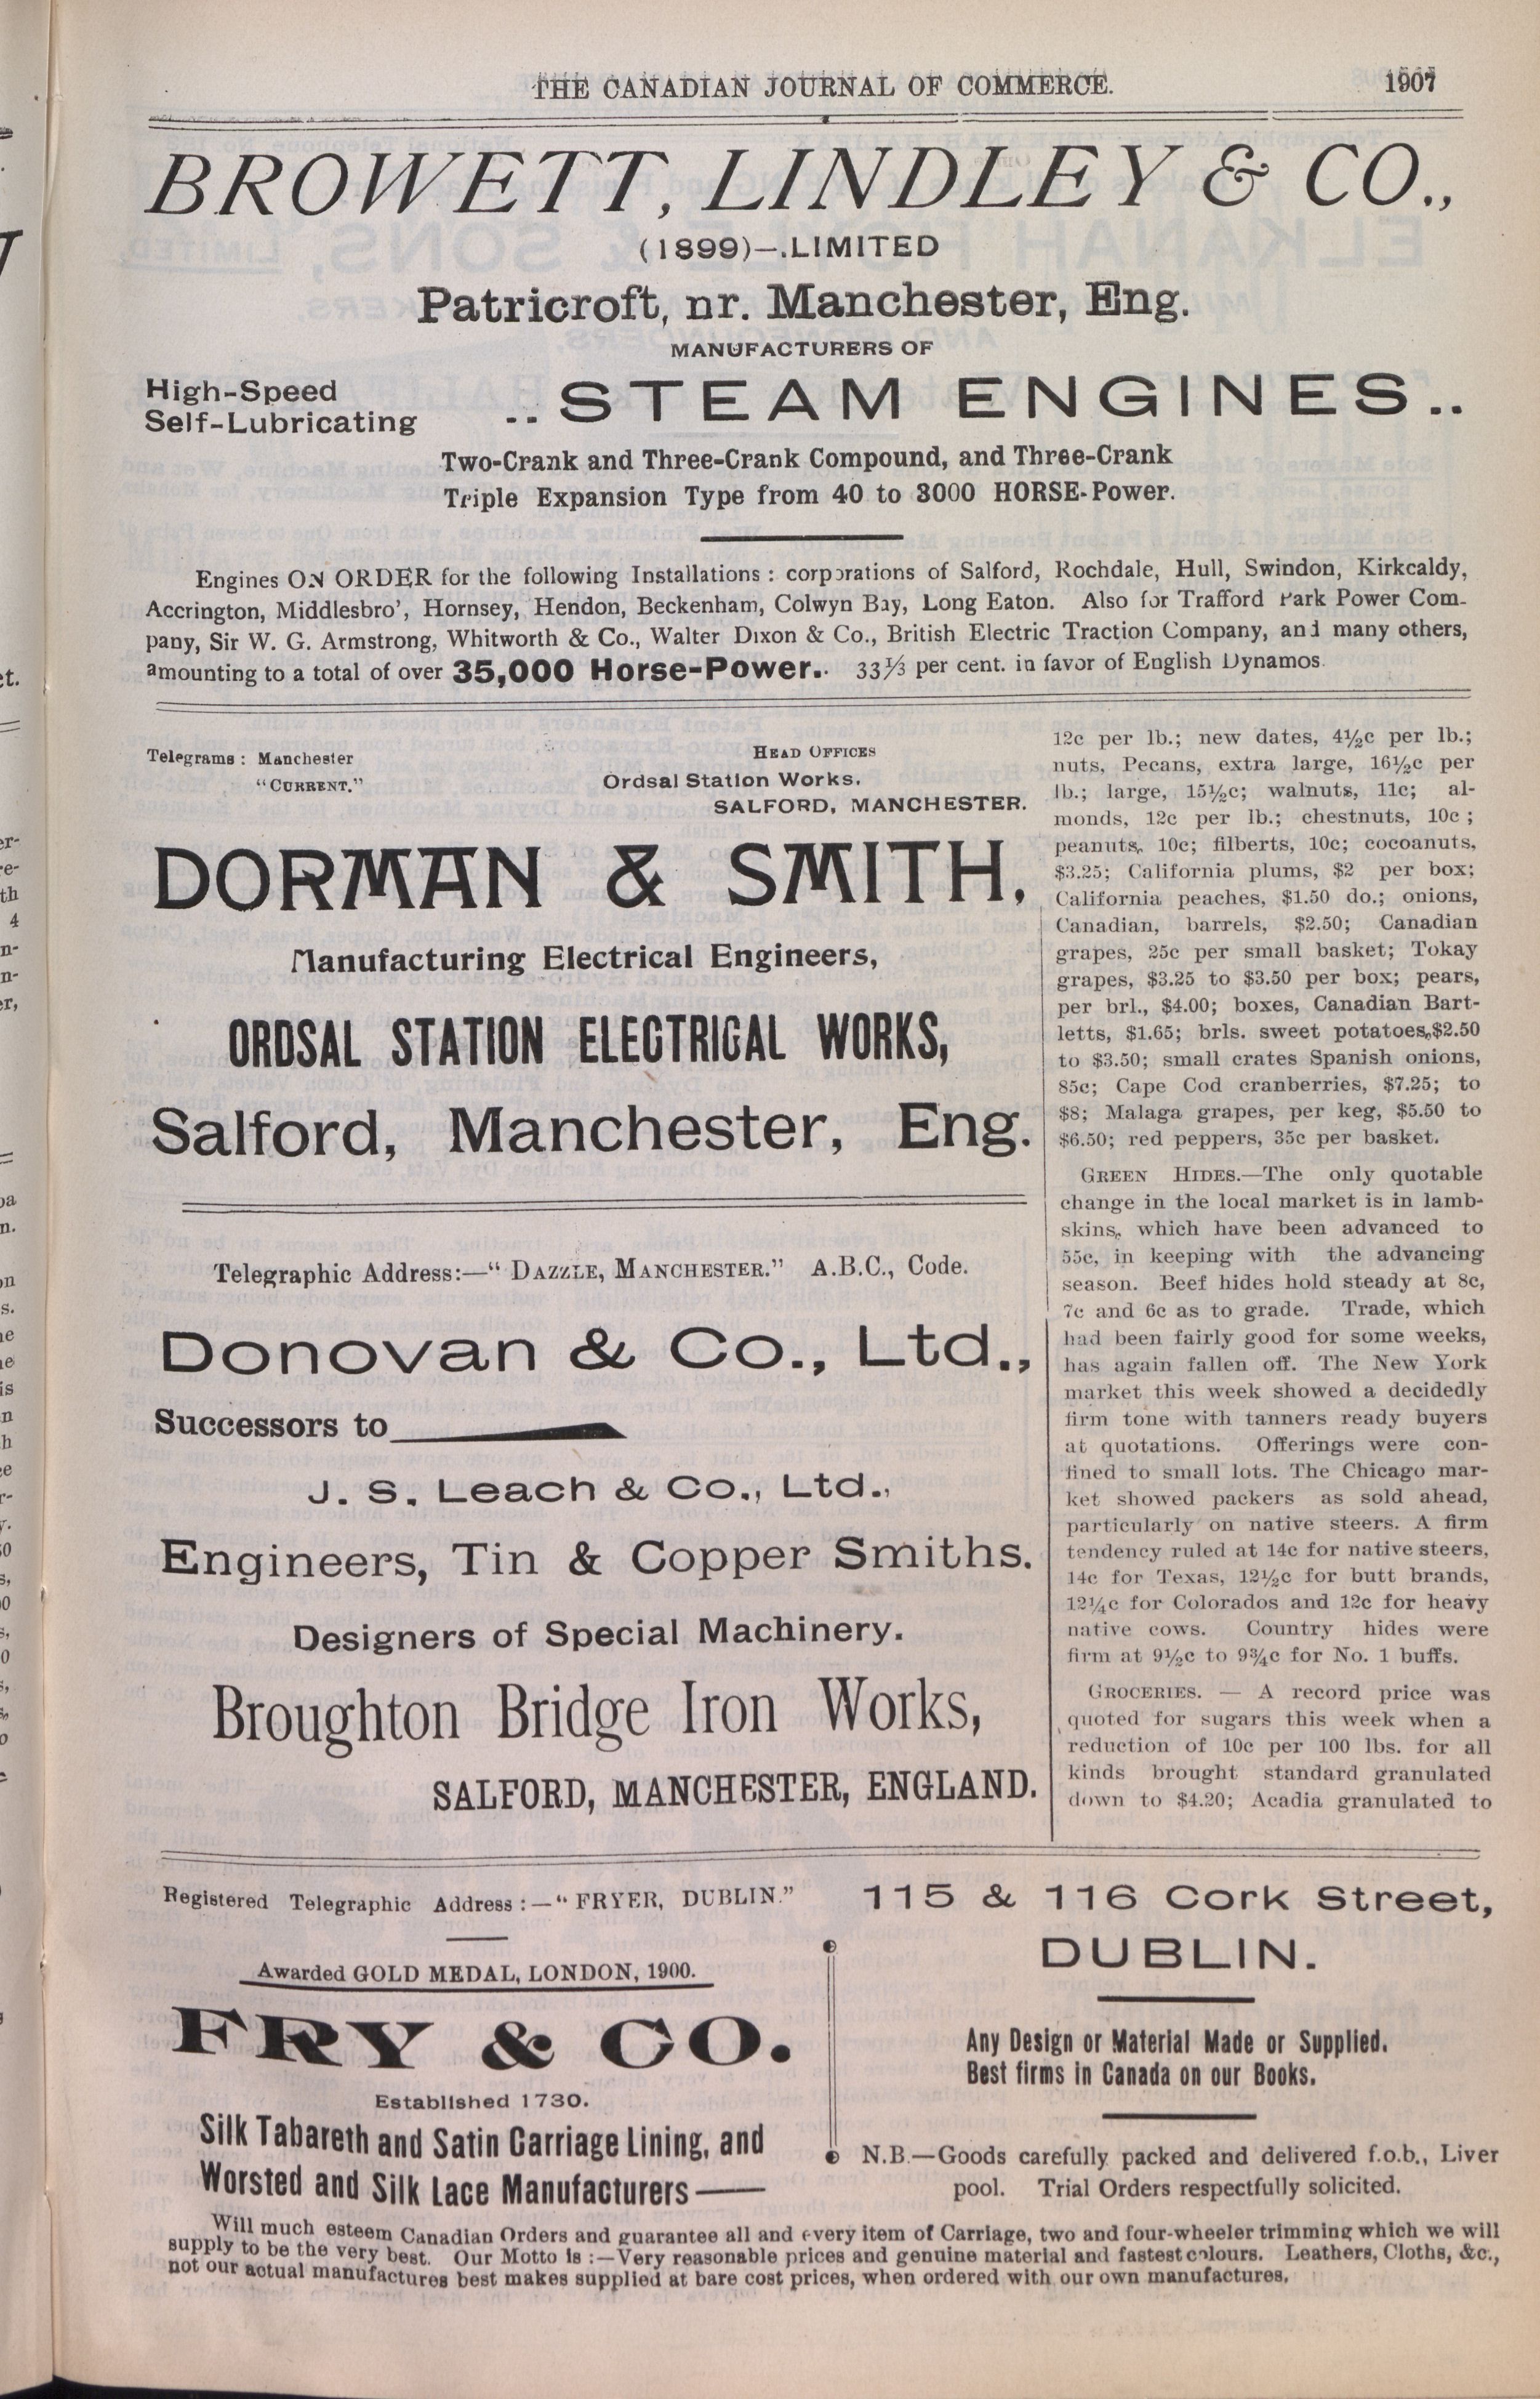 THE CANADIAN JOURNAL OF COMMERCE. 1907
BROWETT, LINDLEY & CO.,
(1899)—.LIMITED
Patricroft, nr. Manchester, Eng.
MANUFACTURERS OF
High-Speed
Self-Lubricating
..STEAM ENGINES..
Two-Crank and Three-Crank Compound, and Three-Crank
Triple Expansion Type from 40 to 3000 HORSE-Power.
Engines ON ORDER for the following Installations: corporations of Salford, Rochdale, Hull, Swindon, Kirkcaldy,
Accrington, Middlesbro', Hornsey, Hendon, Beckenham, Colwyn Bay, Long Eaton. Also for Trafford Park Power Com-
pany, Sir W. G. Armstrong, Whitworth & Co., Walter Dixon & Co., British Electric Traction Company, and many others,
amounting to a total of over 35,000 Horse-Power.. 33⅓ per cent. in favor of English Dynamos.
Telegrams: Manchester
"CURRENT."
HEAD OFFICES
Ordsal Station Works.
SALFORD, MANCHESTER.
DORMAN & SMITH,
Manufacturing Electrical Engineers,
ORDSAL STATION ELECTRICAL WORKS,
Salford, Manchester, Eng.
Telegraphic Address:—"DAZZLE, MANCHESTER." A.B.C., Code.
Donovan & Co., Ltd.,
Successors to
J. S. Leach & Co., Ltd.,
Engineers, Tin & Copper Smiths.
Designers of Special Machinery.
Broughton Bridge Iron Works,
SALFORD, MANCHESTER, ENGLAND.
12c per lb.; new dates, 4½c per lb.;
nuts, Pecans, extra large, 16½c per
lb.; large, 15½c; walnuts, 11c; al-
monds, 12c per lb.; chestnuts, 10c;
peanuts, 10c; filberts, 10c; cocoanuts,
$3.25; California plums, $2 per box;
California peaches, $1.50 do.; onions,
Canadian, barrels, $2.50; Canadian
grapes, 25c per small basket; Tokay
grapes, $3.25 to $3.50 per box; pears,
per brl., $4.00; boxes, Canadian Bart-
letts, $1.65; brls. sweet potatoes, $2.50
to $3.50; small crates Spanish onions,
85c; Cape Cod cranberries, $7.25; to
$8; Malaga grapes, per keg, $5.50 to
$6.50; red peppers, 35c per basket.
GREEN HIDES.—The only quotable
change in the local market is in lamb-
skins, which have been advanced to
55c, in keeping with the advancing
season. Beef hides hold steady at 8c,
7c and 6c as to grade. Trade, which
had been fairly good for some weeks,
has again fallen off. The New York
market this week showed a decidedly
firm tone with tanners ready buyers
at quotations. Offerings were con-
fined to small lots. The Chicago mar-
ket showed packers as sold ahead,
particularly on native steers. A firm
tendency ruled at 14c for native steers,
14c for Texas, 12½c for butt brands,
12¼c for Colorados and 12c for heavy
native cows. Country hides were
firm at 9½c to 9¾c for No. 1 buffs.
GROCERIES. — A record price was
quoted for sugars this week when a
reduction of 10c per 100 lbs. for all
kinds brought standard granulated
down to $4.20; Acadia granulated to
Registered Telegraphic Address:—"FRYER, DUBLIN."
Awarded GOLD MEDAL, LONDON, 1900.
FRY & CO.
Established 1730.
Silk Tabareth and Satin Carriage Lining, and
Worsted and Silk Lace Manufacturers——
115 & 116 Cork Street,
DUBLIN.
Any Design or Material Made or Supplied.
Best firms in Canada on our Books.
N.B.—Goods carefully packed and delivered f.o.b., Liver
pool. Trial Orders respectfully solicited.
Will much esteem Canadian Orders and guarantee all and every item of Carriage, two and four-wheeler trimming which we will
supply to be the very best. Our Motto is:—Very reasonable prices and genuine material and fastest colours. Leathers, Cloths, &c.,
not our actual manufactures best makes supplied at bare cost prices, when ordered with our own manufactures.